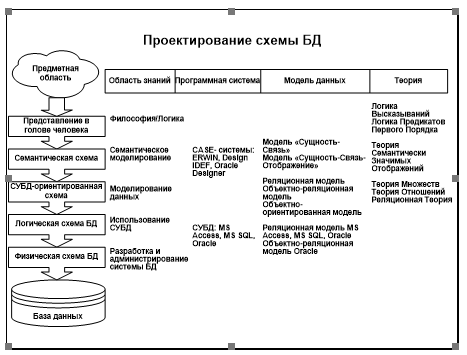 Проектирование схемы БД
Предметная
область
Область знаний
Программная система
Модель данных
Теория
Представление в
голове человека
Философия/Логика
Логика
Высказываний
Логика Предикатов
Первого Порядка
Семантическая схема
Семантическое
моделирование
CASE- системы:
ERWIN, Design
IDEF, Oracle
Designer
Модель «Сущность-
Связь»
Модель «Сущность-Связь-
Отображение»
Теория
Семантически
Значимых
Отображений
СУБД-ориентированная
схема
Моделирование
данных
Реляционная модель
Объектно-реляционная
модель
Объектно-
ориентированная модель
Теория Множеств
Теория Отношений
Реляционная Теория
Логическая схема БД
Использование
СУБД
СУБД: MS
Access, MS SQL,
Oracle
Реляционная модель MS
Access, MS SQL, Oracle
Объектно-реляционная
модель Oracle
Физическая схема БД
Разработка и
администрирование
системы БД
База данных